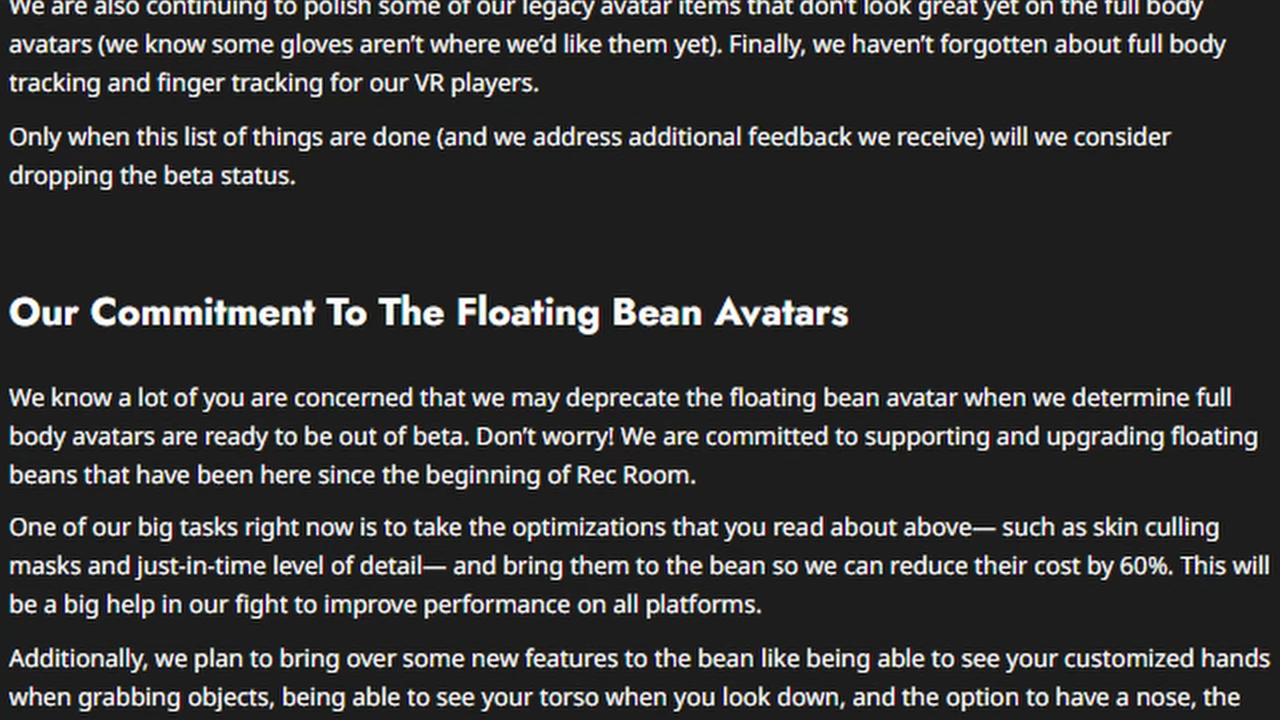 We are also continuing to polish some of our legacy avatar items that don't look great yet on the full body
avatars (we know some gloves aren't where we'd like them yet). Finally, we haven't forgotten about full body
tracking and finger tracking for our VR players.
Only when this list of things are done (and we address additional feedback we receive) will we consider
dropping the beta status.
Our Commitment To The Floating Bean Avatars
We know a lot of you are concerned that we may deprecate the floating bean avatar when we determine full
body avatars are ready to be out of beta. Don't worry! We are committed to supporting and upgrading floating
beans that have been here since the beginning of Rec Room.
One of our big tasks right now is to take the optimizations that you read about above— such as skin culling
masks and just-in-time level of detail— and bring them to the bean so we can reduce their cost by 60%. This will
be a big help in our fight to improve performance on all platforms.
Additionally, we plan to bring over some new features to the bean like being able to see your customized hands
when grabbing objects, being able to see your torso when you look down, and the option to have a nose, the